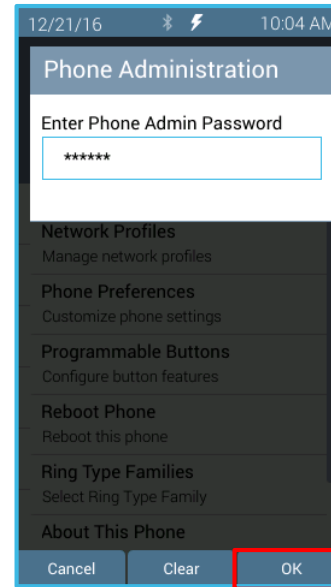 12/21/16 10:04 AM
Phone Administration
Enter Phone Admin Password
******
Network Profiles
Manage network profiles
Phone Preferences
Customize phone settings
Programmable Buttons
Configure button features
Reboot Phone
Reboot this phone
Ring Type Families
Select Ring Type Family
About This Phone
Cancel Clear OK